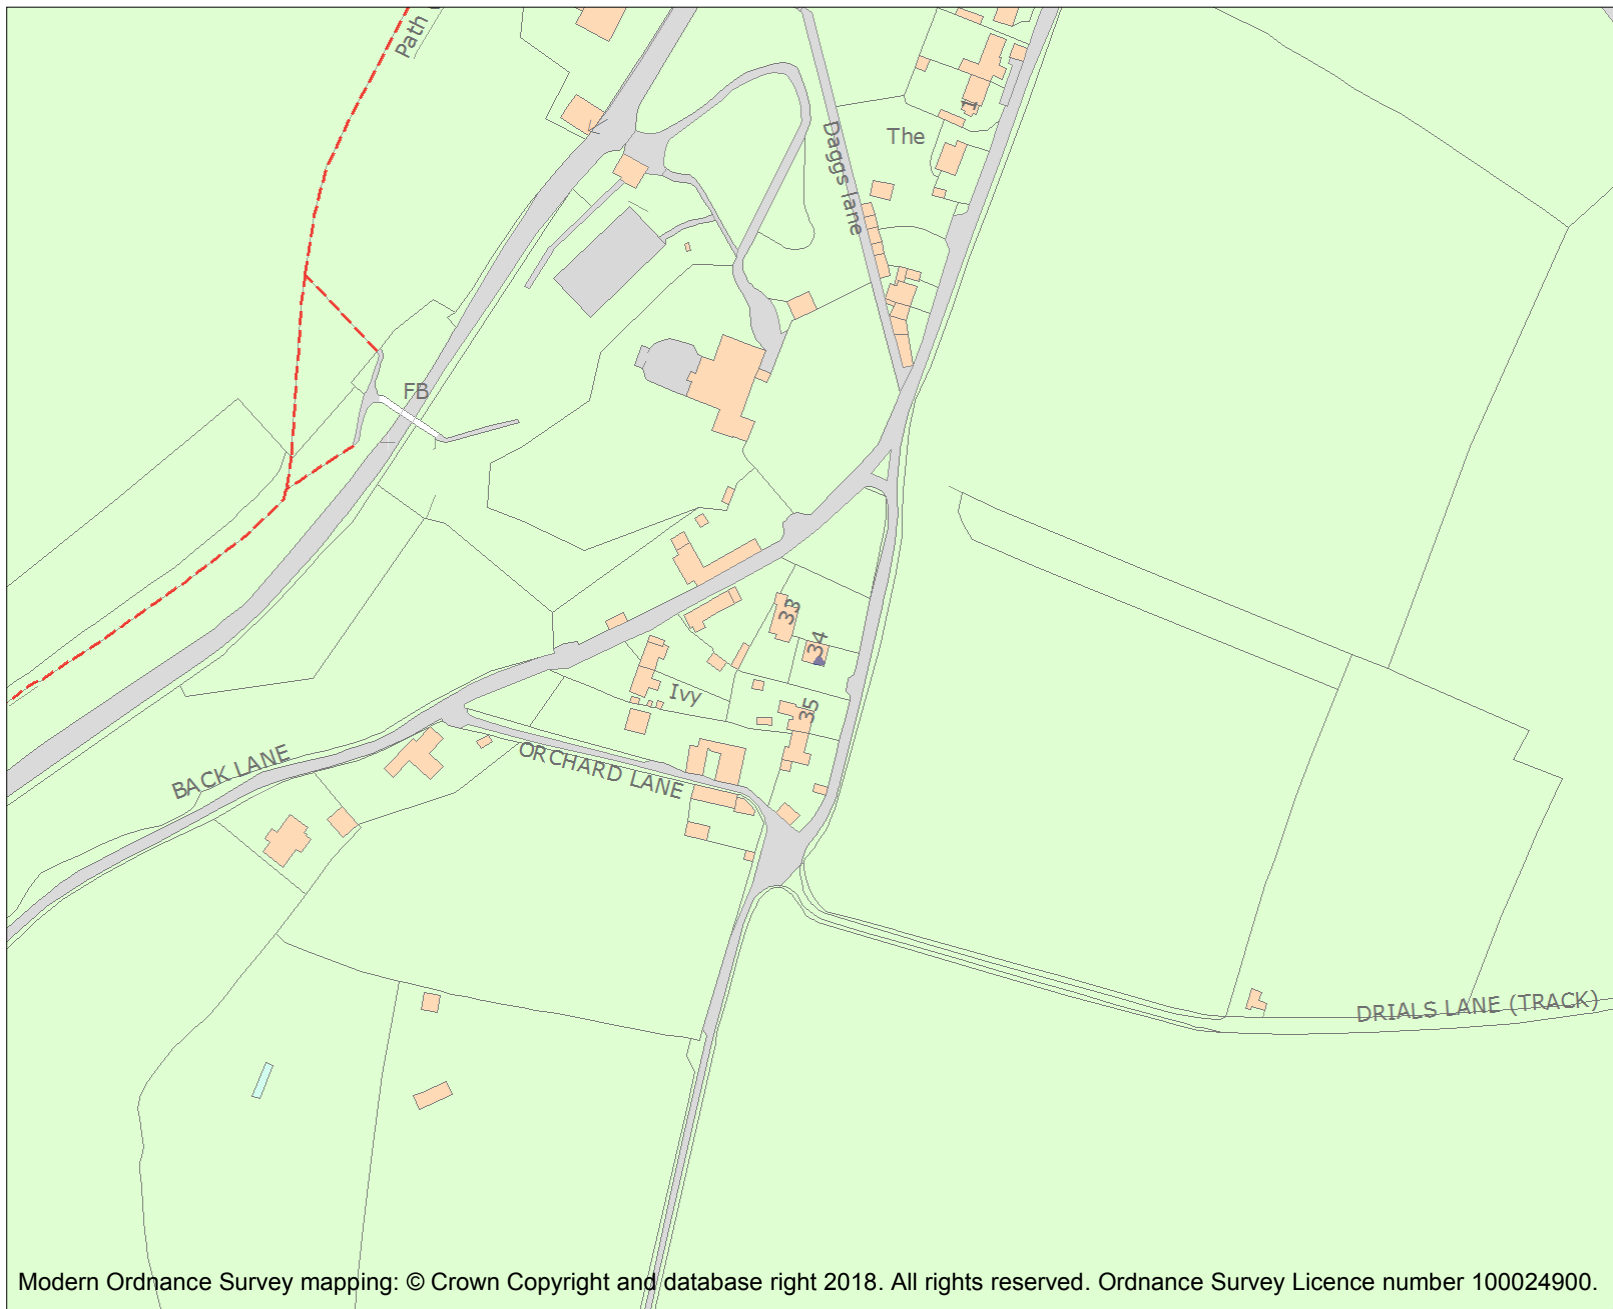 Path
1
The
Daggs lane
FB
33
34
Ivy
35
BACK LANE
ORCHARD LANE
DRIALS LANE (TRACK)
Modern Ordnance Survey mapping: © Crown Copyright and database right 2018. All rights reserved. Ordnance Survey Licence number 100024900.